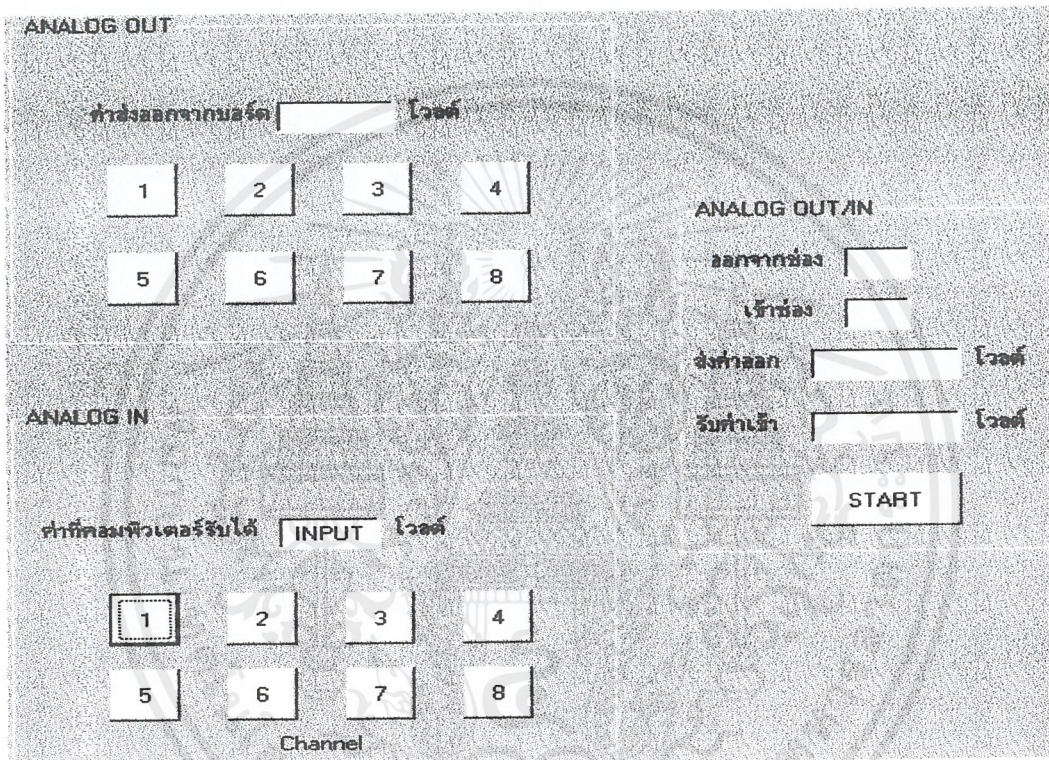 ANALOG OUT
ค่าส่งออกจากบอร์ด โวลต์
1 2 3 4
5 6 7 8
ANALOG IN
ค่าที่คอมพิวเตอร์รับได้ INPUT โวลต์
1 2 3 4
5 6 7 8
Channel
ANALOG OUT/IN
ออกจากช่อง
เข้าช่อง
ส่งค่าออก โวลต์
รับค่าเข้า โวลต์
START